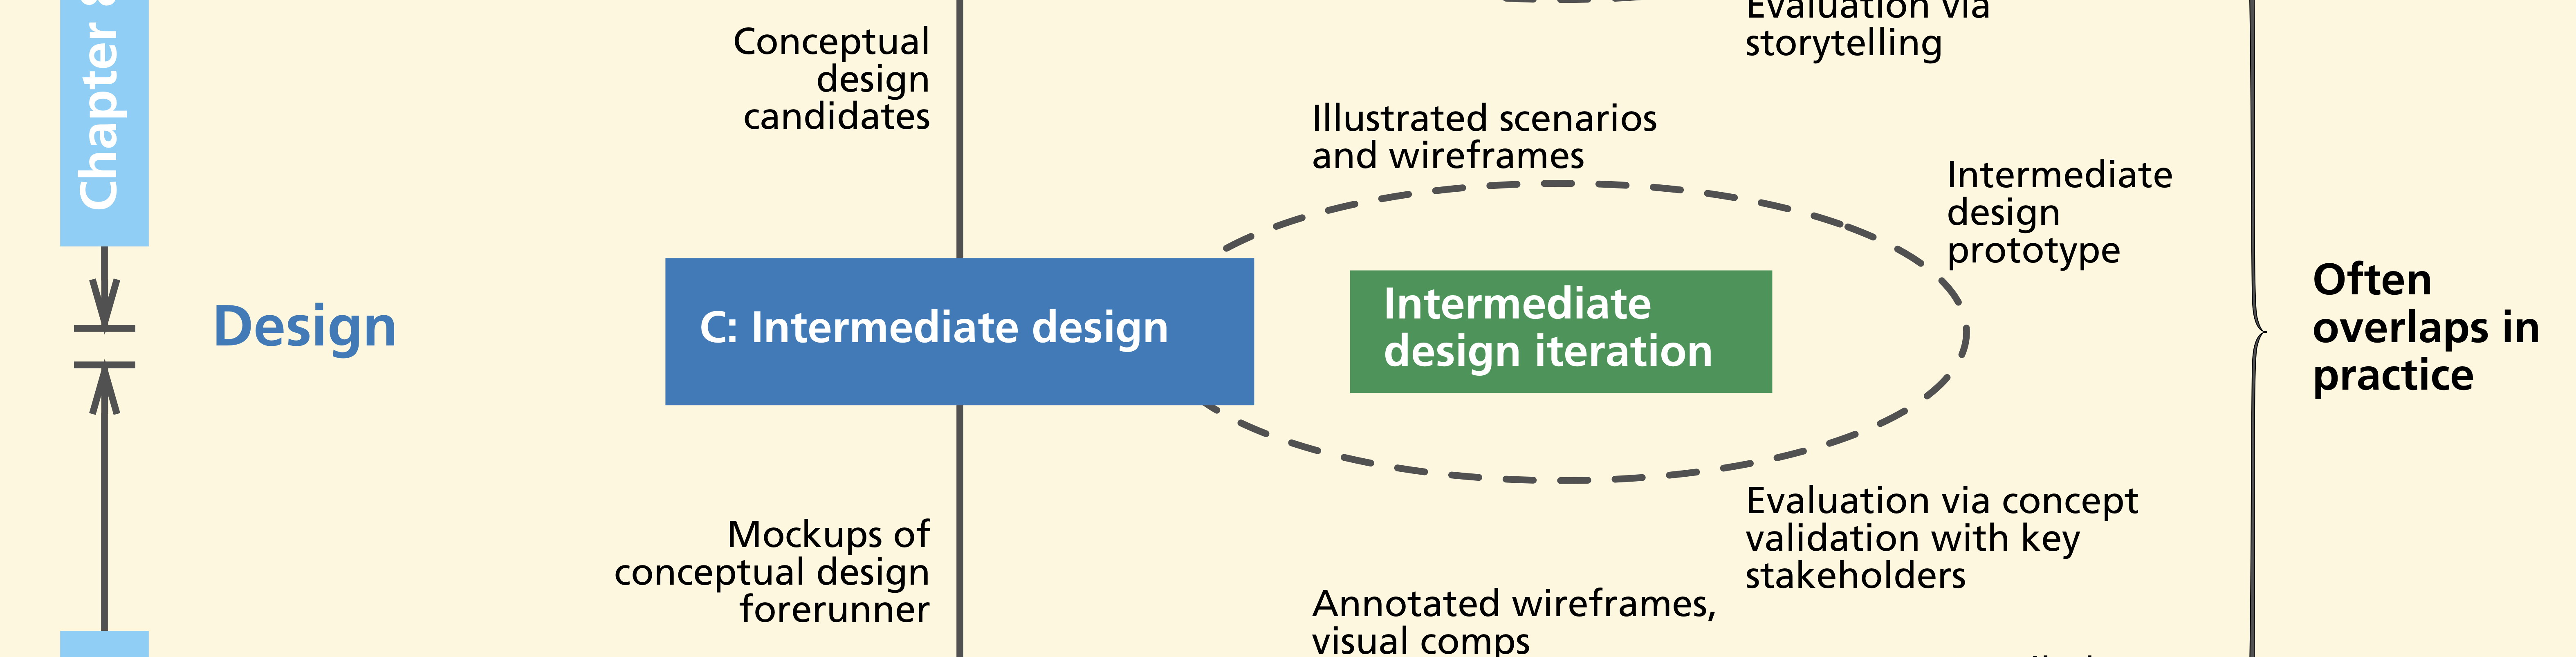 Chapter
Conceptual
design
candidates
Evaluation via
storytelling
Illustrated scenarios
and wireframes
Intermediate
design
prototype
Design
C: Intermediate design
Intermediate
design iteration
Often
overlaps in
practice
Mockups of
conceptual design
forerunner
Evaluation via concept
validation with key
stakeholders
Annotated wireframes,
visual comps